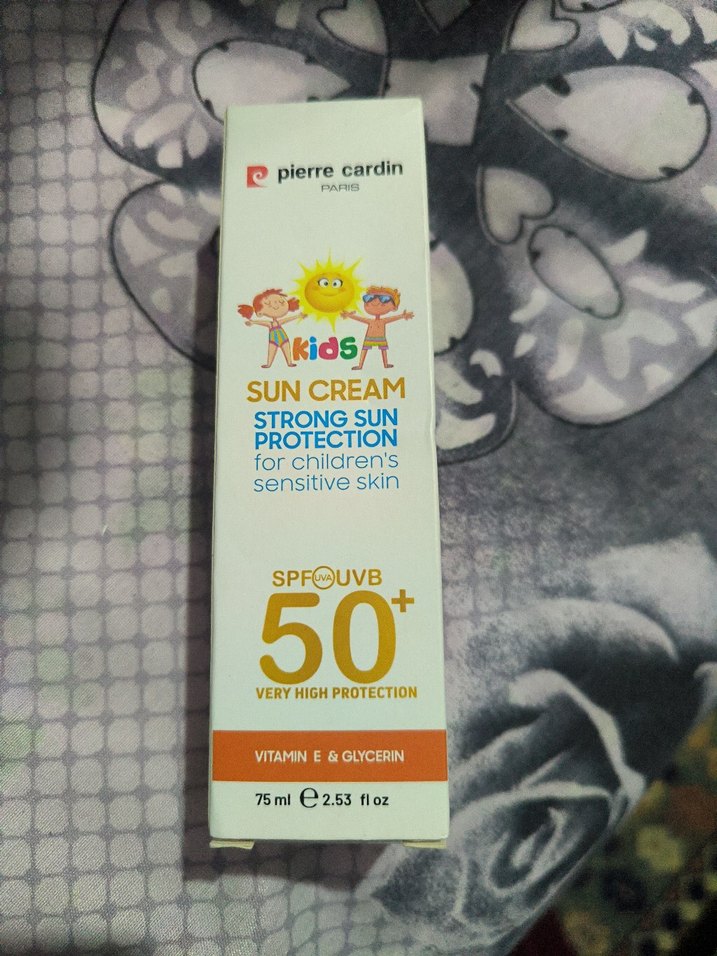 pierre cardin
PARIS
kids
SUN CREAM
STRONG SUN
PROTECTION
for children's
sensitive skin
SPF UVA UVB
50+
VERY HIGH PROTECTION
VITAMIN E & GLYCERIN
75 ml e 2.53 fl oz